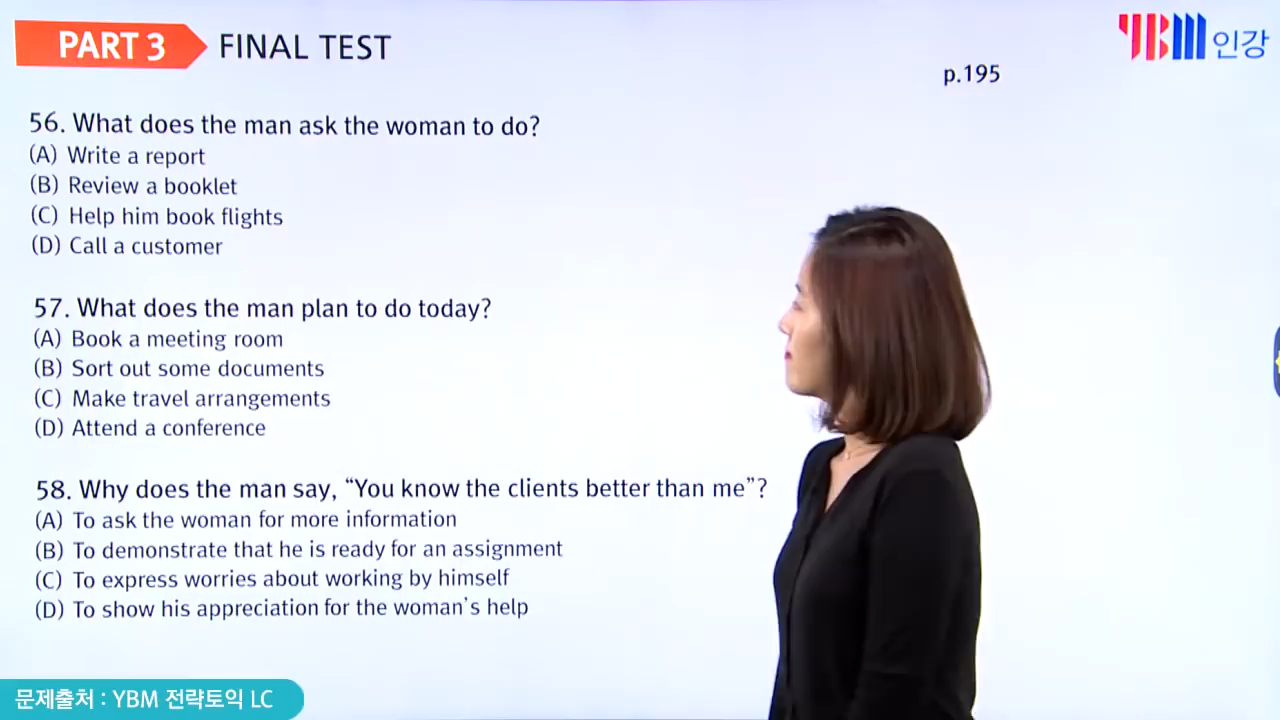 PART 3 FINAL TEST
YBM 인강
p.195
56. What does the man ask the woman to do?
(A) Write a report
(B) Review a booklet
(C) Help him book flights
(D) Call a customer
57. What does the man plan to do today?
(A) Book a meeting room
(B) Sort out some documents
(C) Make travel arrangements
(D) Attend a conference
58. Why does the man say, “You know the clients better than me”?
(A) To ask the woman for more information
(B) To demonstrate that he is ready for an assignment
(C) To express worries about working by himself
(D) To show his appreciation for the woman's help
문제출처 : YBM 전략토익 LC